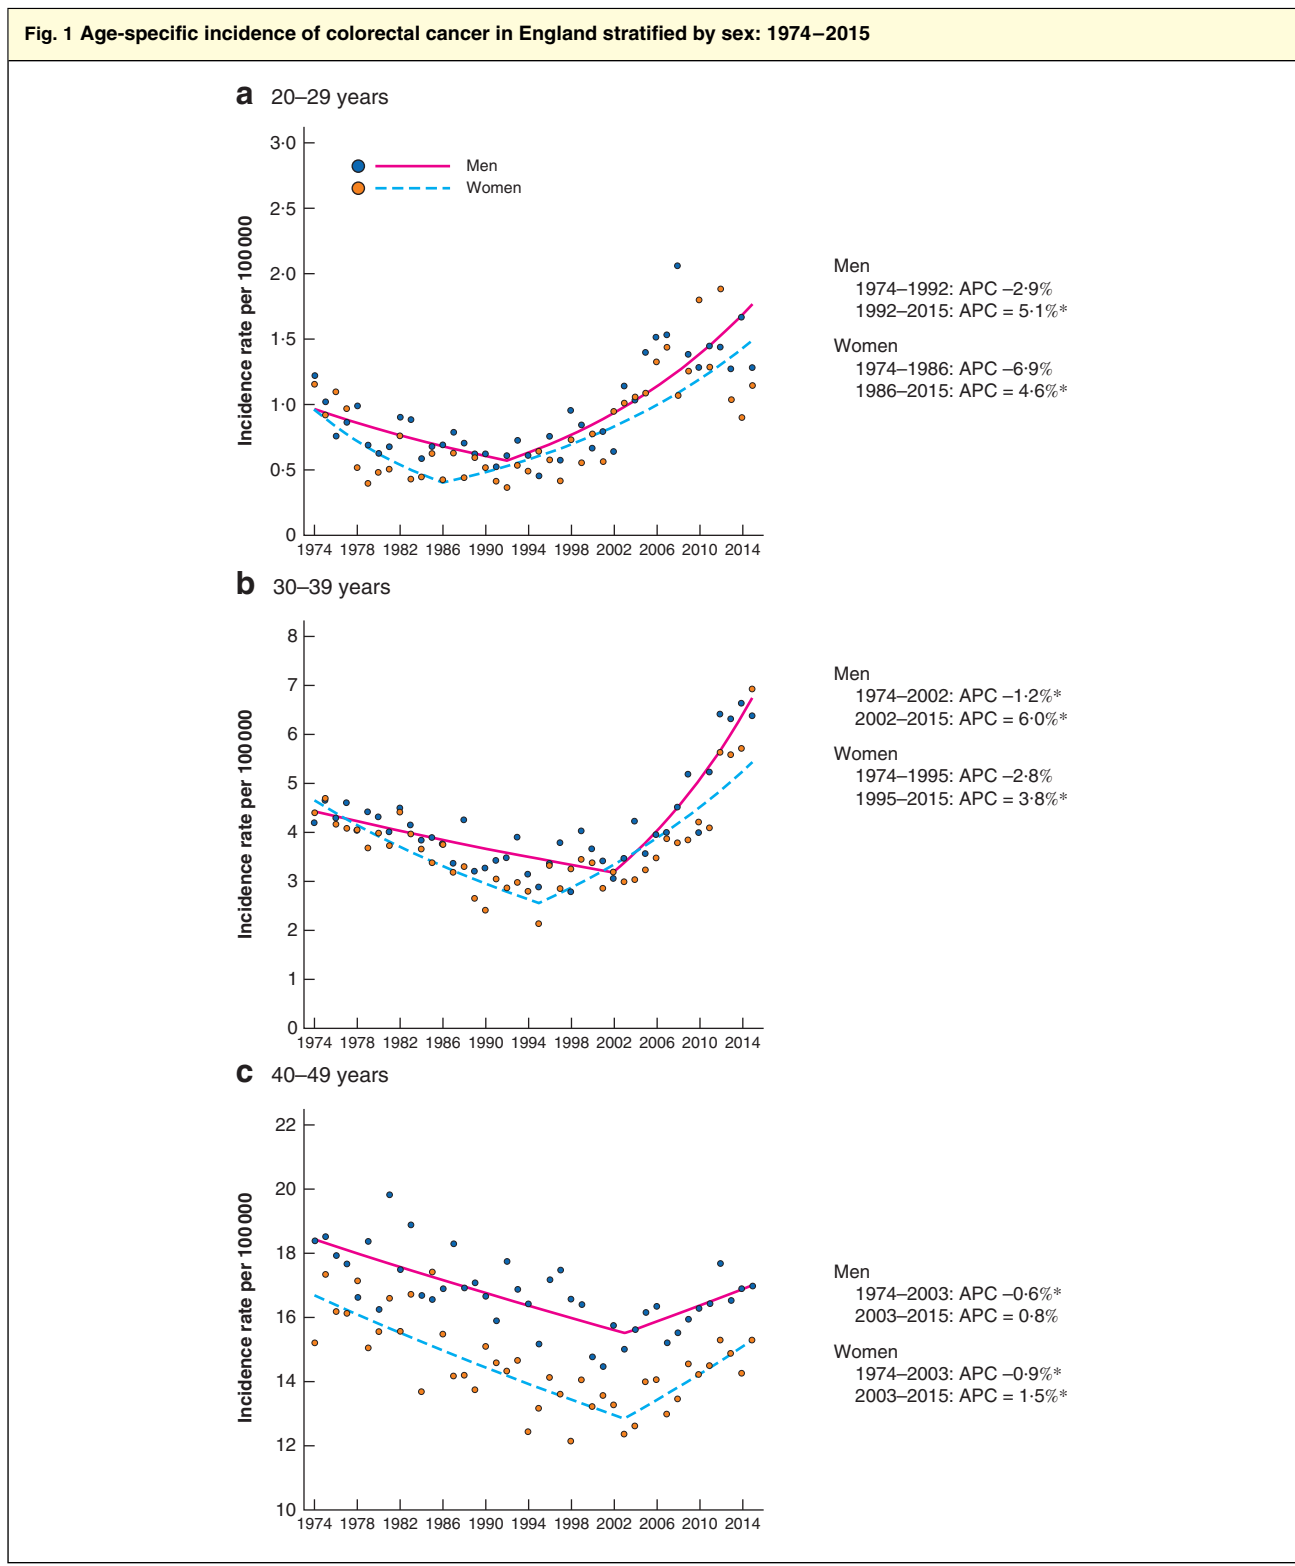 Fig. 1 Age-specific incidence of colorectal cancer in England stratified by sex: 1974–2015
a 20–29 years
3·0
2·5
2·0
1·5
1·0
0·5
0
Incidence rate per 100 000
Men
Women
1974 1978 1982 1986 1990 1994 1998 2002 2006 2010 2014
Men
1974–1992: APC –2·9%
1992–2015: APC = 5·1%*
Women
1974–1986: APC –6·9%
1986–2015: APC = 4·6%*
b 30–39 years
8
7
6
5
4
3
2
1
0
Incidence rate per 100 000
1974 1978 1982 1986 1990 1994 1998 2002 2006 2010 2014
Men
1974–2002: APC –1·2%*
2002–2015: APC = 6·0%*
Women
1974–1995: APC –2·8%
1995–2015: APC = 3·8%*
c 40–49 years
22
20
18
16
14
12
10
Incidence rate per 100 000
1974 1978 1982 1986 1990 1994 1998 2002 2006 2010 2014
Men
1974–2003: APC –0·6%*
2003–2015: APC = 0·8%
Women
1974–2003: APC –0·9%*
2003–2015: APC = 1·5%*